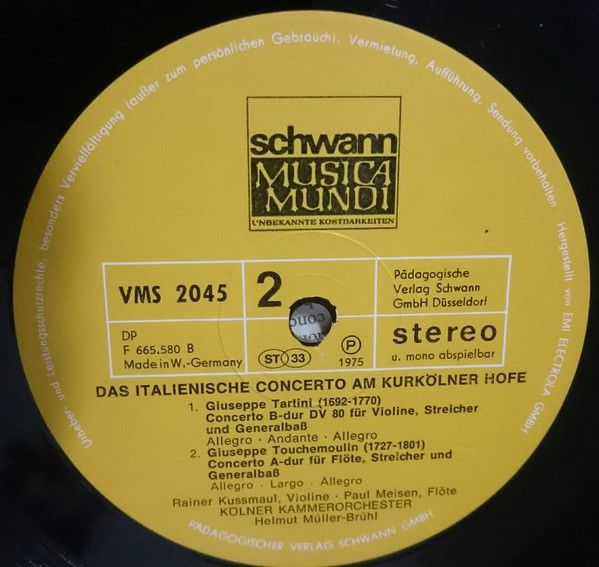 Urheber- und Leistungsschutzrechte, besonders Vervielfältigung (außer zum persönlichen Gebrauch), Vermietung, Aufführung, Sendung vorbehalten · Hergestellt von EMI ELECTROLA GMBH
schwann
MUSICA
MUNDI
UNBEKANNTE KOSTBARKEITEN
VMS 2045
2
Pädagogische
Verlag Schwann
GmbH Düsseldorf
DP
F 665.580 B
Made in W.-Germany
ST 33
P
1975
stereo
u. mono abspielbar
DAS ITALIENISCHE CONCERTO AM KURKÖLNER HOFE
1. Giuseppe Tartini (1692-1770)
Concerto B-dur DV 80 für Violine, Streicher
und Generalbaß
Allegro · Andante · Allegro
2. Giuseppe Touchemoulin (1727-1801)
Concerto A-dur für Flöte, Streicher und
Generalbaß
Allegro · Largo · Allegro
Rainer Kussmaul, Violine · Paul Meisen, Flöte
KÖLNER KAMMERORCHESTER
Helmut Müller-Brühl
PÄDAGOGISCHER VERLAG SCHWANN GMBH